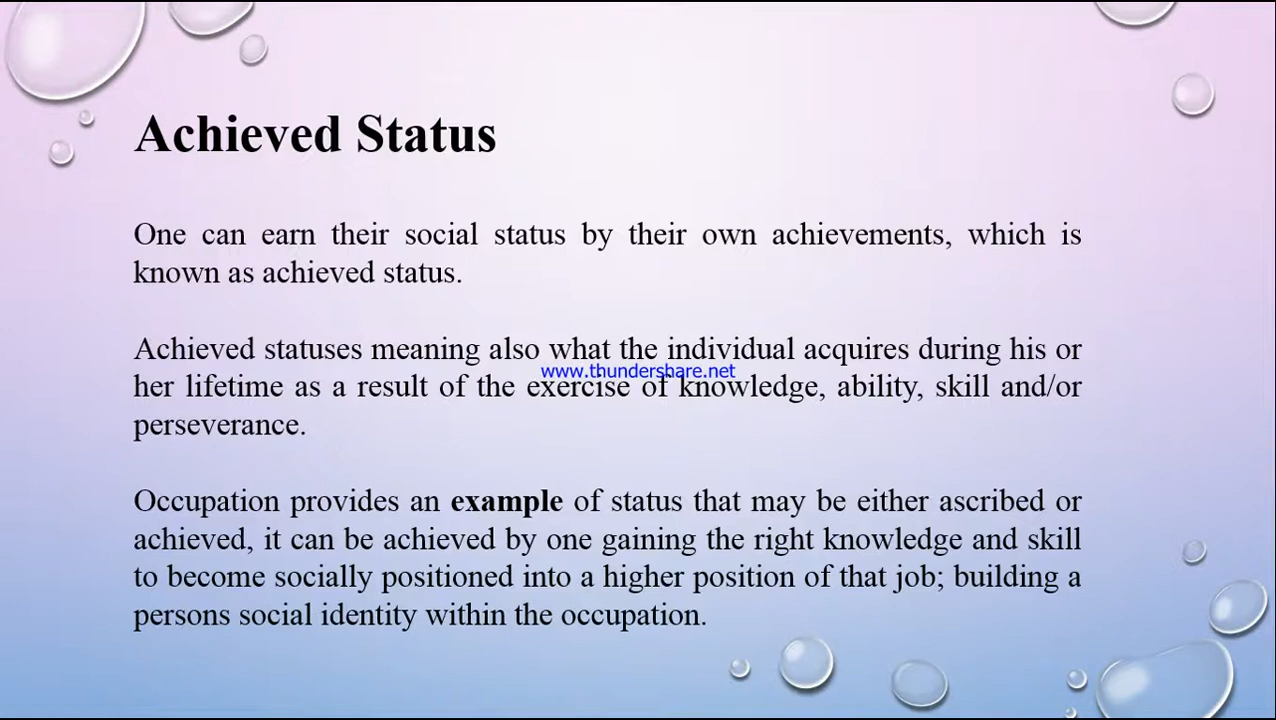 Achieved Status
One can earn their social status by their own achievements, which is
known as achieved status.
Achieved statuses meaning also what the individual acquires during his or
www.thundershare.net
her lifetime as a result of the exercise of knowledge, ability, skill and/or
perseverance.
Occupation provides an example of status that may be either ascribed or
achieved, it can be achieved by one gaining the right knowledge and skill
to become socially positioned into a higher position of that job; building a
persons social identity within the occupation.